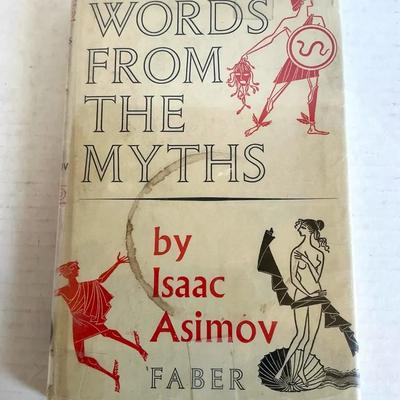 WORDS
FROM
THE
MYTHS
by
Isaac
Asimov
FABER